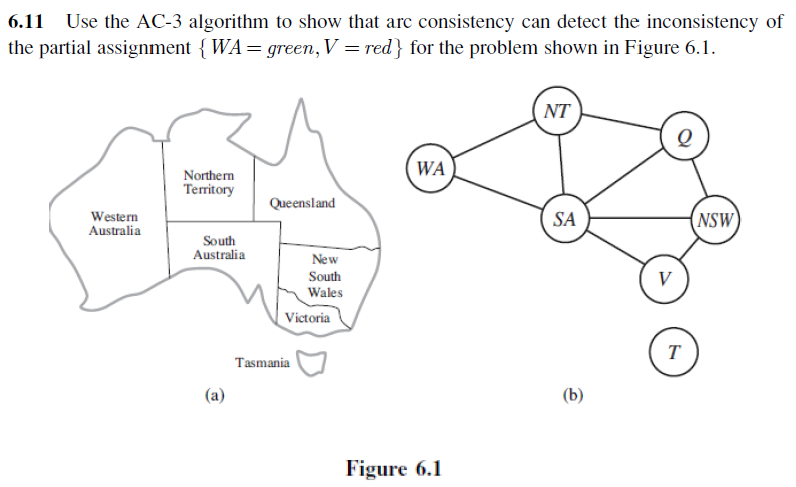 6.11 Use the AC-3 algorithm to show that arc consistency can detect the inconsistency of
the partial assignment { WA = green, V = red} for the problem shown in Figure 6.1.
NT
Q
WA
Northern
Territory
Queensland
Western
Australia
SA
NSW
South
Australia
New
South
Wales
V
Victoria
T
Tasmania
(a)
(b)
Figure 6.1